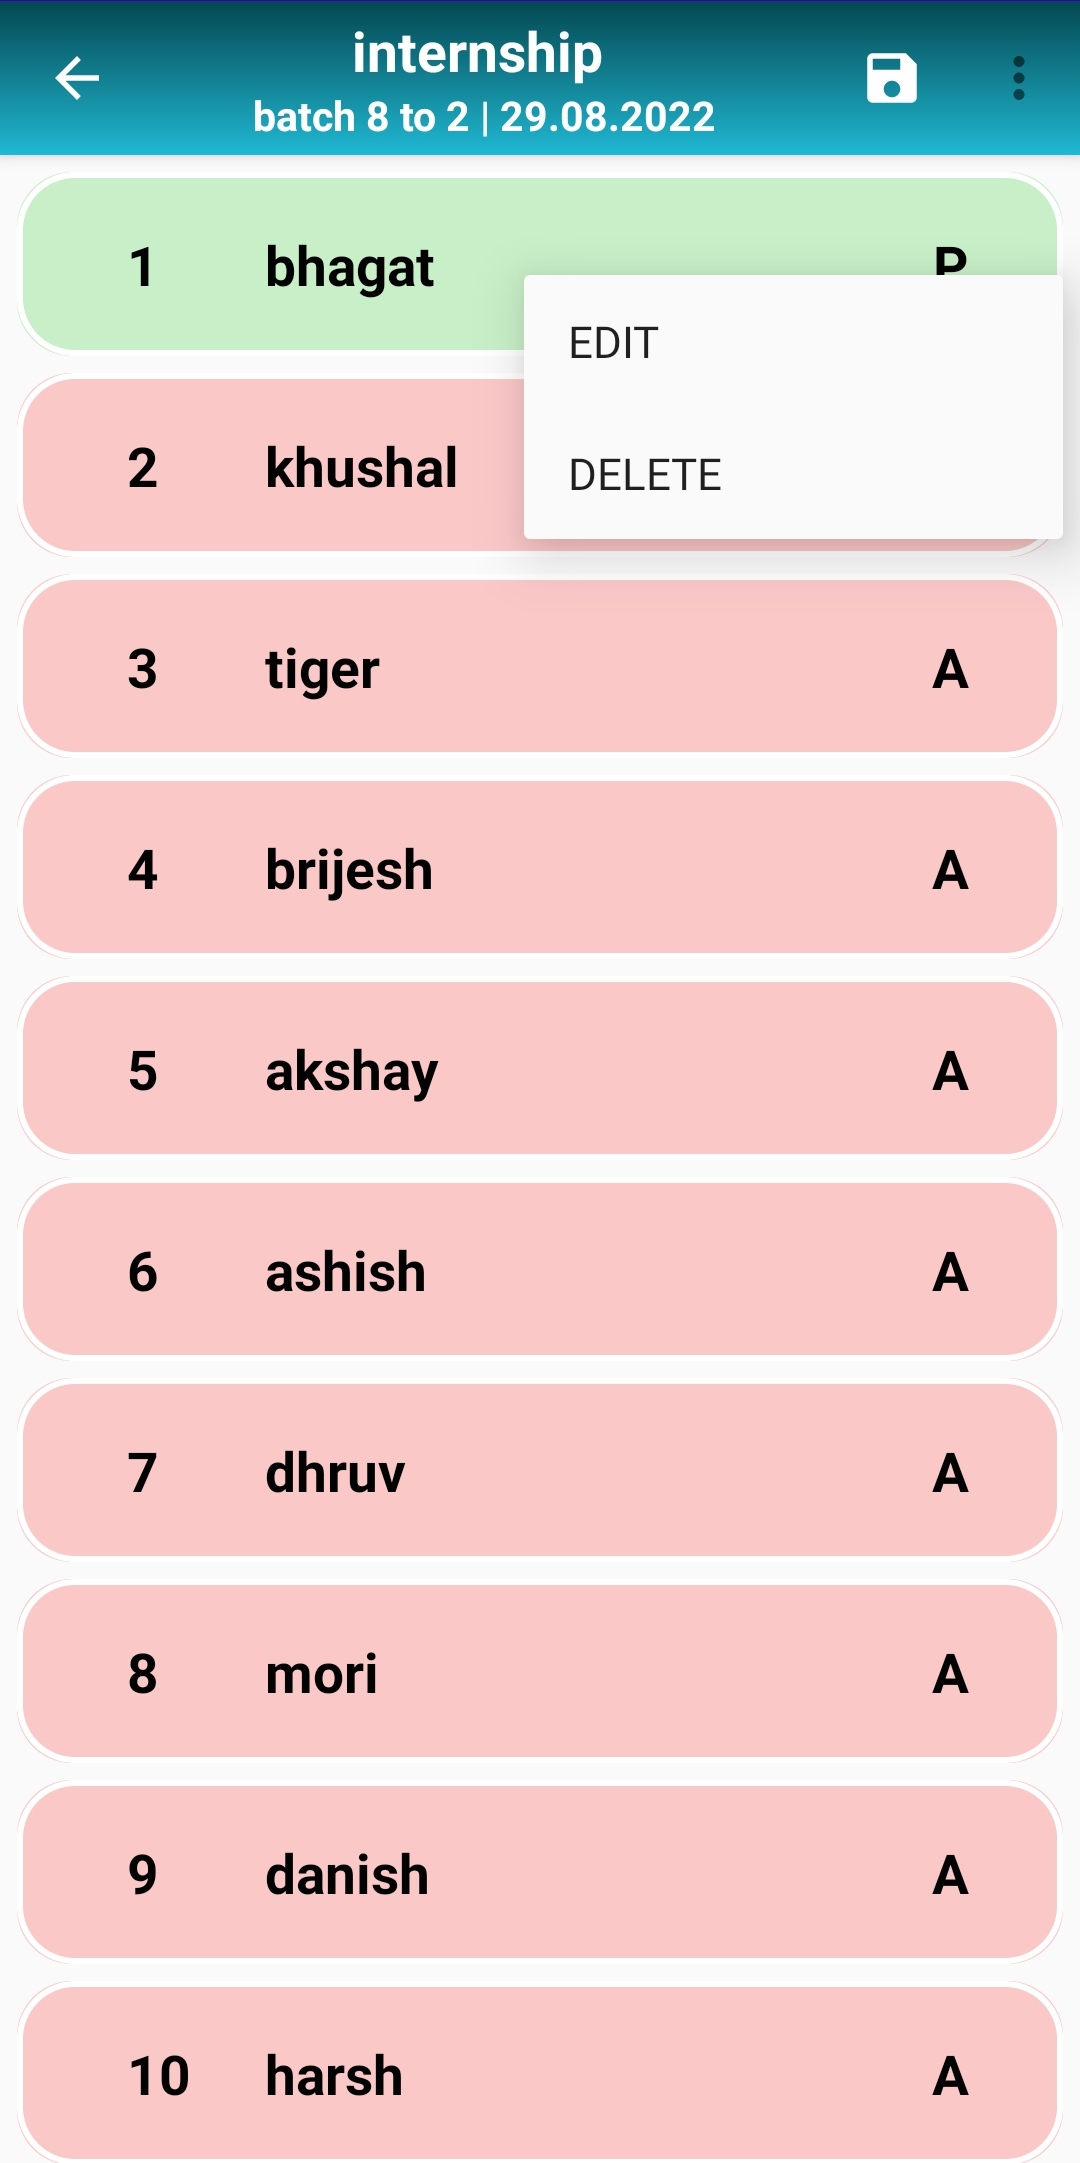 internship
batch 8 to 2 | 29.08.2022
1 bhagat P
EDIT
2 khushal
DELETE
3 tiger A
4 brijesh A
5 akshay A
6 ashish A
7 dhruv A
8 mori A
9 danish A
10 harsh A